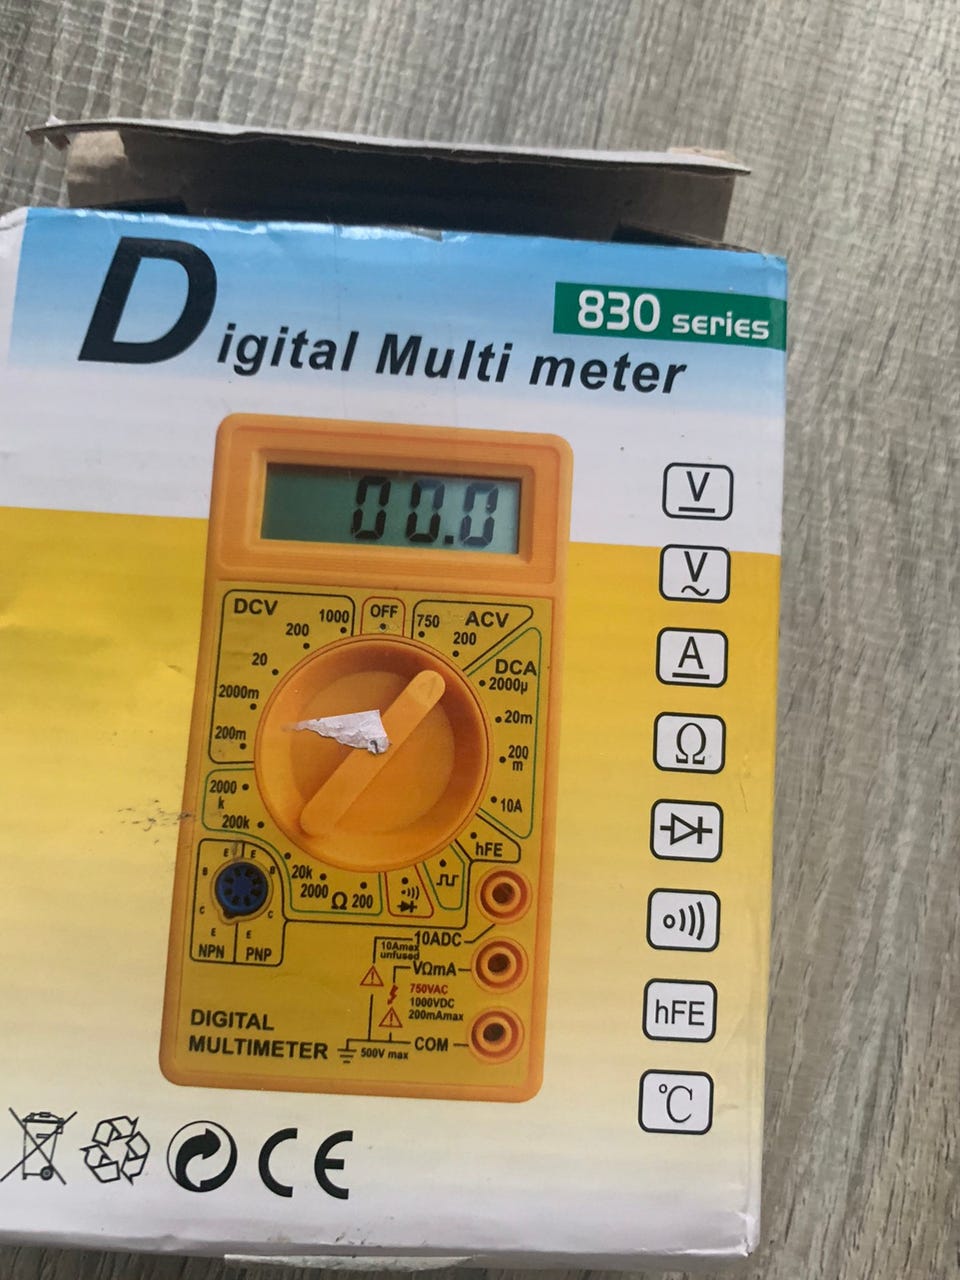 Digital Multi meter
830 series
00.0
DCV
1000
OFF
750
ACV
200
200
20
DCA
2000µ
2000m
20m
200m
200
m
2000
k
10A
200k
hFE
20k
2000
Ω
200
E
E
B
B
C
C
E
E
NPN
PNP
10ADC
10Amax
unfused
VΩmA
750VAC
1000VDC
200mAmax
DIGITAL
MULTIMETER
500V max
COM
V
V
A
Ω
hFE
°C
CE